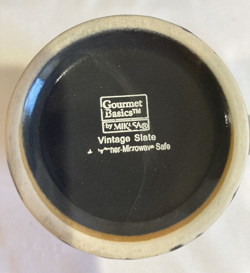 Gourmet
Basics™
by MIKASA®
Vintage Slate
-Microwave Safe